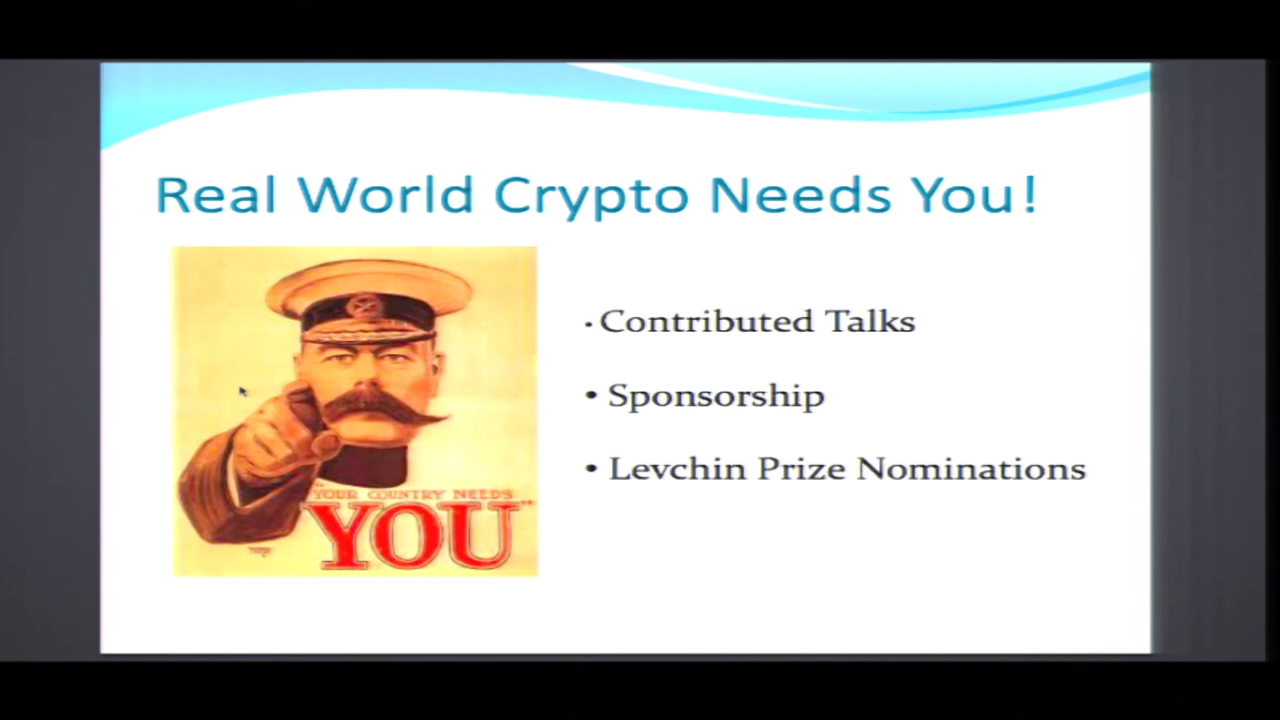 Real World Crypto Needs You!
• Contributed Talks
• Sponsorship
• Levchin Prize Nominations
"YOUR COUNTRY NEEDS
YOU"